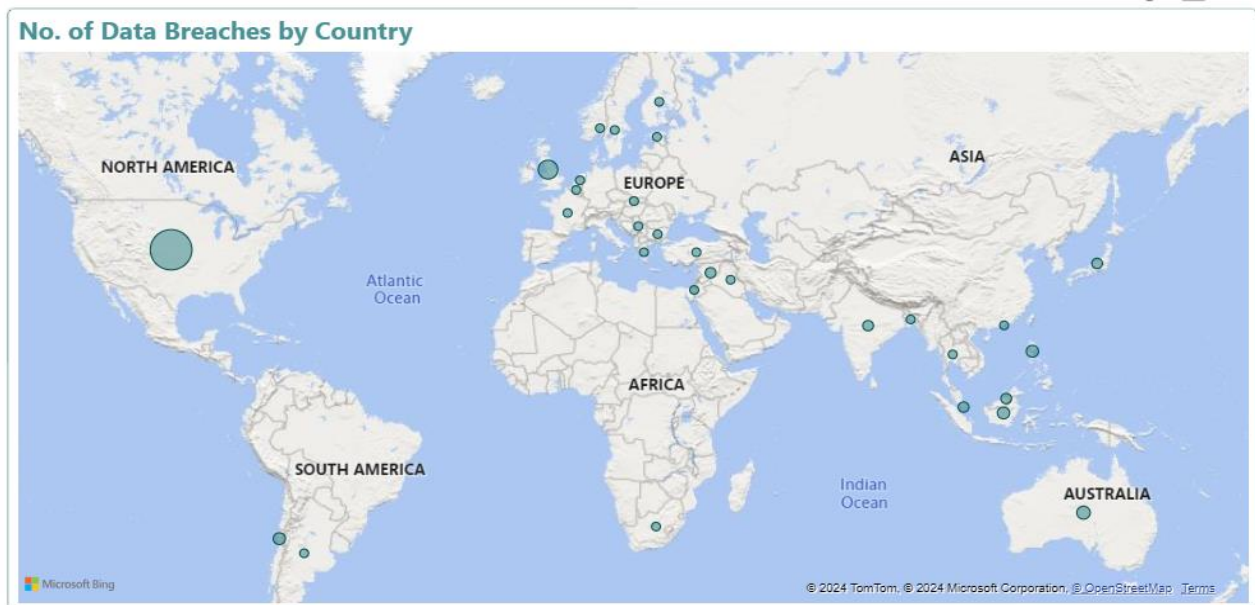 No. of Data Breaches by Country
NORTH AMERICA
EUROPE
ASIA
Atlantic
Ocean
AFRICA
SOUTH AMERICA
Indian
Ocean
AUSTRALIA
Microsoft Bing
© 2024 TomTom, © 2024 Microsoft Corporation, © OpenStreetMap Terms